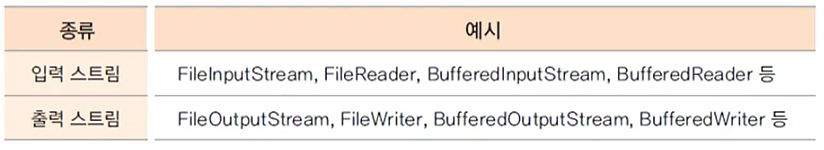 종류 예시
입력 스트림 FileInputStream, FileReader, BufferedInputStream, BufferedReader 등
출력 스트림 FileOutputStream, FileWriter, BufferedOutputStream, BufferedWriter 등